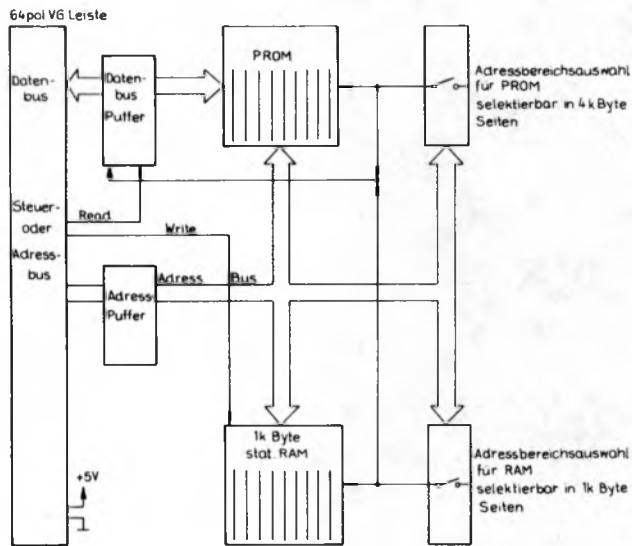 64pol VG Leiste
Daten-
bus
Daten-
bus
Puffer
PROM
Adressbereichsauswahl
für PROM
selektierbar in 4kByte
Seiten
Steuer-
oder
Adress-
bus
Read
Write
Adress Bus
Adress-
Puffer
1k Byte
stat. RAM
Adressbereichsauswahl
für RAM
selektierbar in 1k Byte
Seiten
+5V